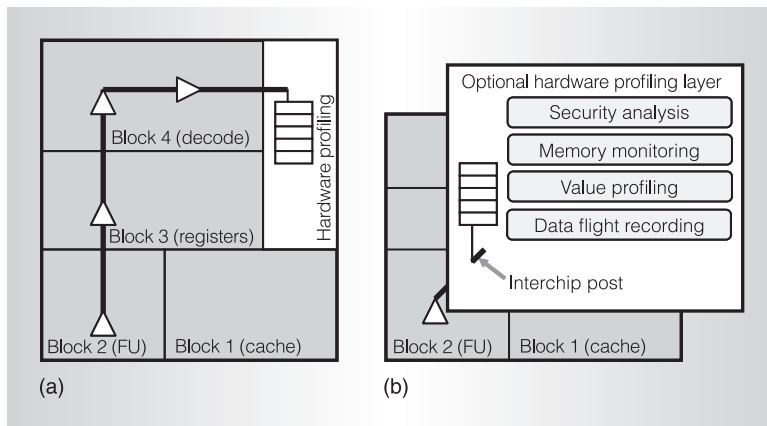 Block 4 (decode)
Hardware profiling
Block 3 (registers)
Block 2 (FU)
Block 1 (cache)
(a)
Optional hardware profiling layer
Security analysis
Memory monitoring
Value profiling
Data flight recording
Interchip post
Block 2 (FU)
Block 1 (cache)
(b)